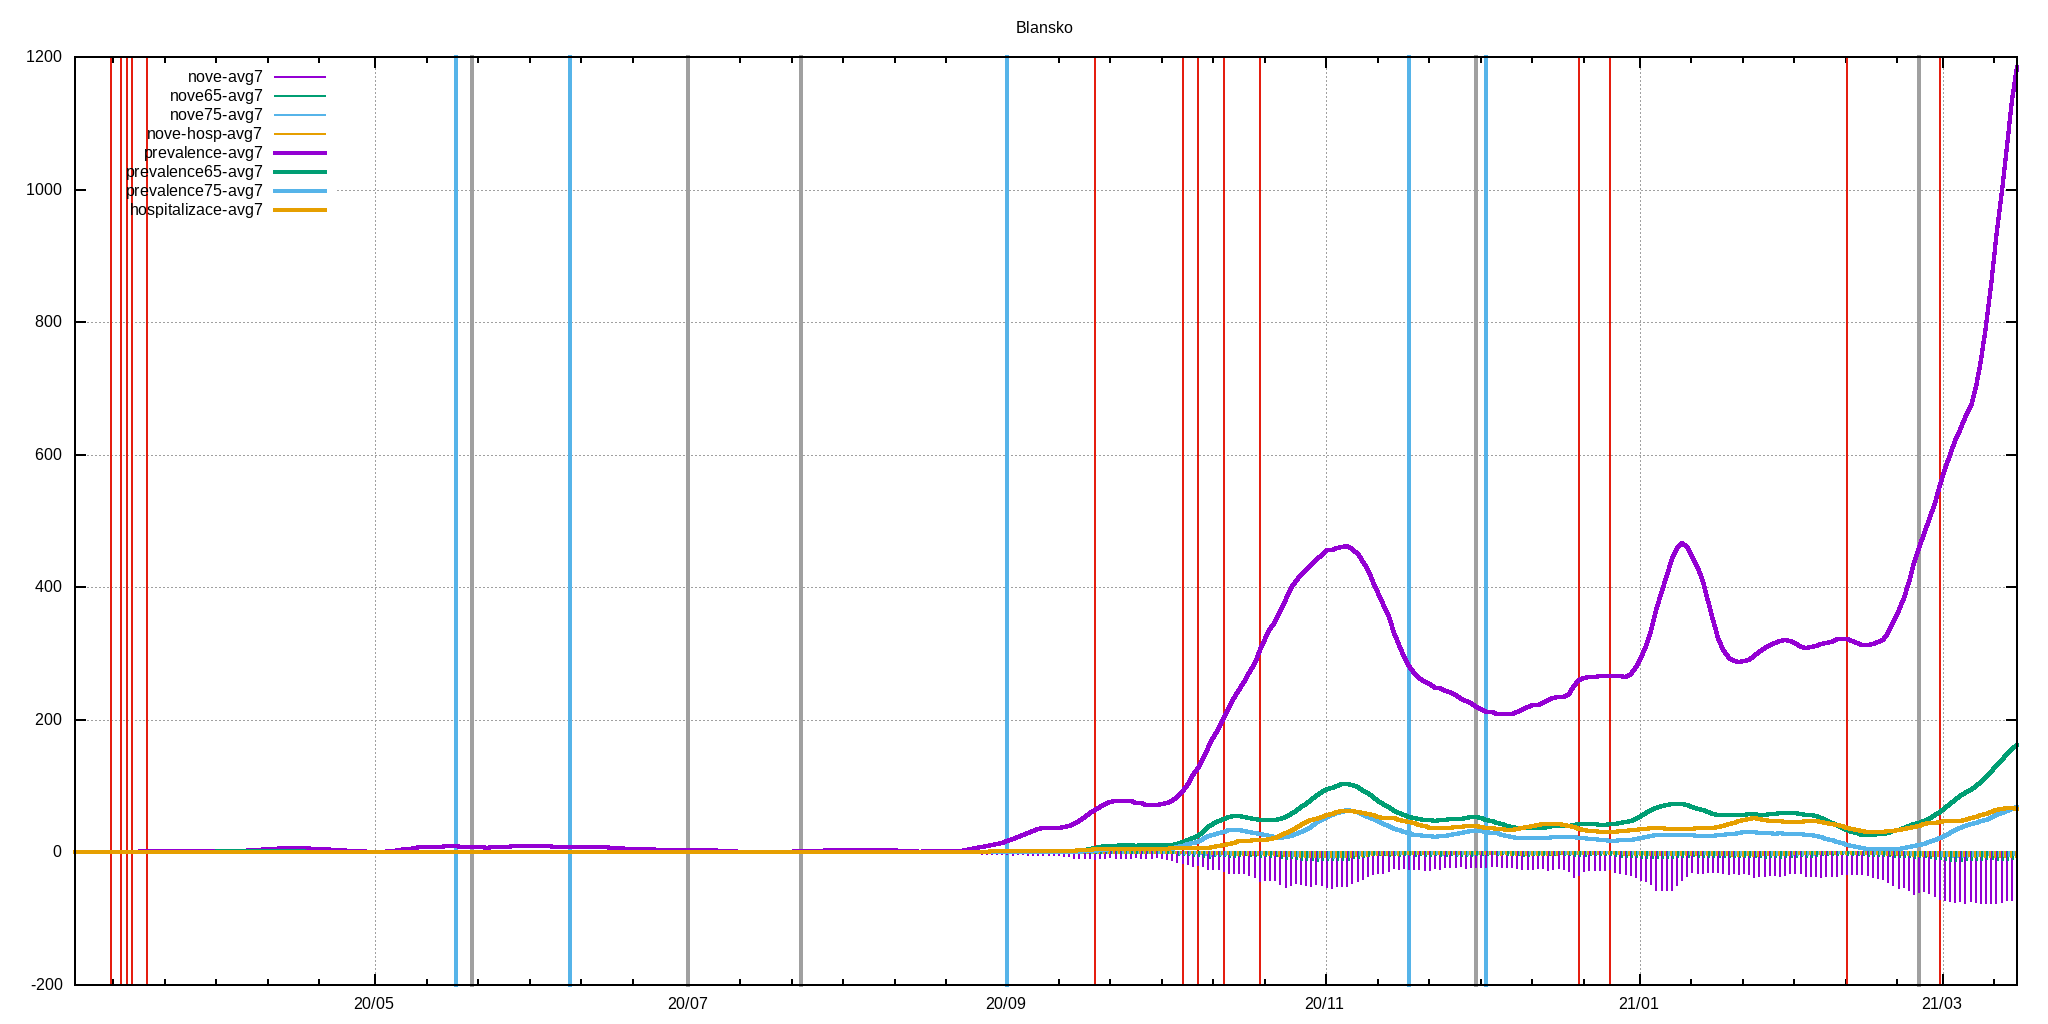 Blansko
1200
1000
800
600
400
200
0
-200
nove-avg7
nove65-avg7
nove75-avg7
nove-hosp-avg7
prevalence-avg7
prevalence65-avg7
prevalence75-avg7
hospitalizace-avg7
20/05
20/07
20/09
20/11
21/01
21/03